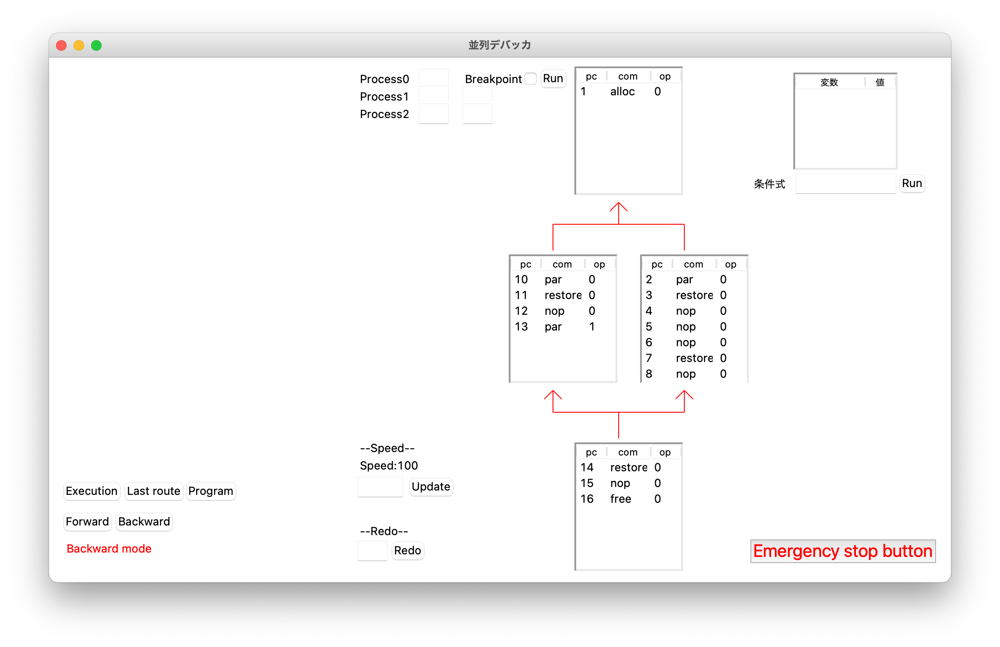 並列デバッカ
Process0
Breakpoint Run
Process1
Process2
pc com op
1 alloc 0
変数 値
条件式 Run
pc com op
10 par 0
11 restore 0
12 nop 0
13 par 1
pc com op
2 par 0
3 restore 0
4 nop 0
5 nop 0
6 nop 0
7 restore 0
8 nop 0
--Speed--
Speed:100
Update
pc com op
14 restore 0
15 nop 0
16 free 0
Execution Last route Program
Forward Backward
Backward mode
--Redo--
Redo
Emergency stop button